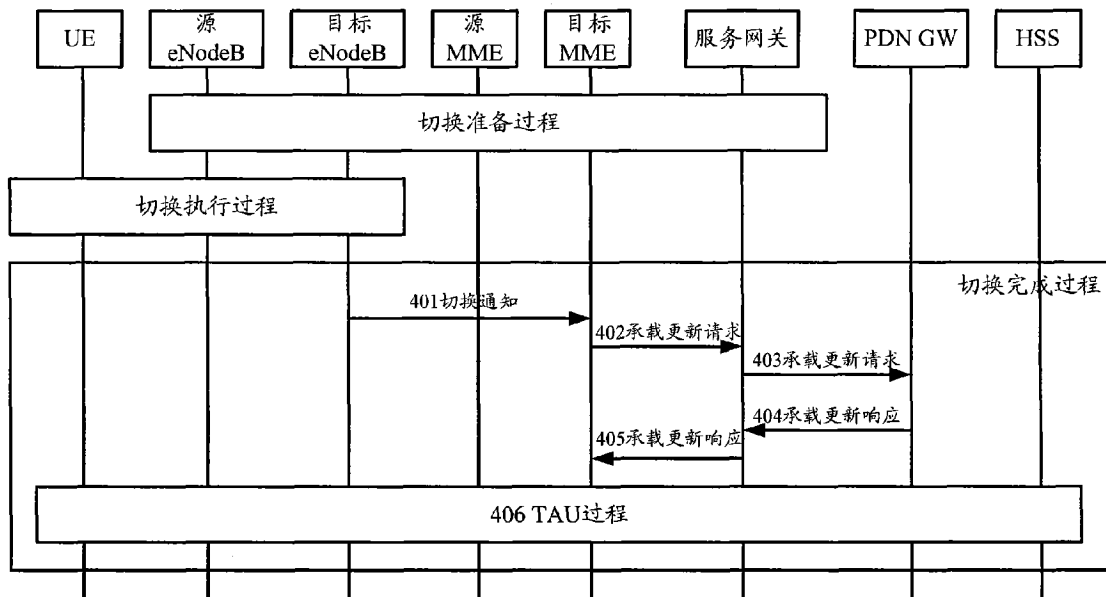 UE
源
eNodeB
目标
eNodeB
源
MME
目标
MME
服务网关
PDN GW
HSS
切换准备过程
切换执行过程
切换完成过程
401切换通知
402承载更新请求
403承载更新请求
404承载更新响应
405承载更新响应
406 TAU过程